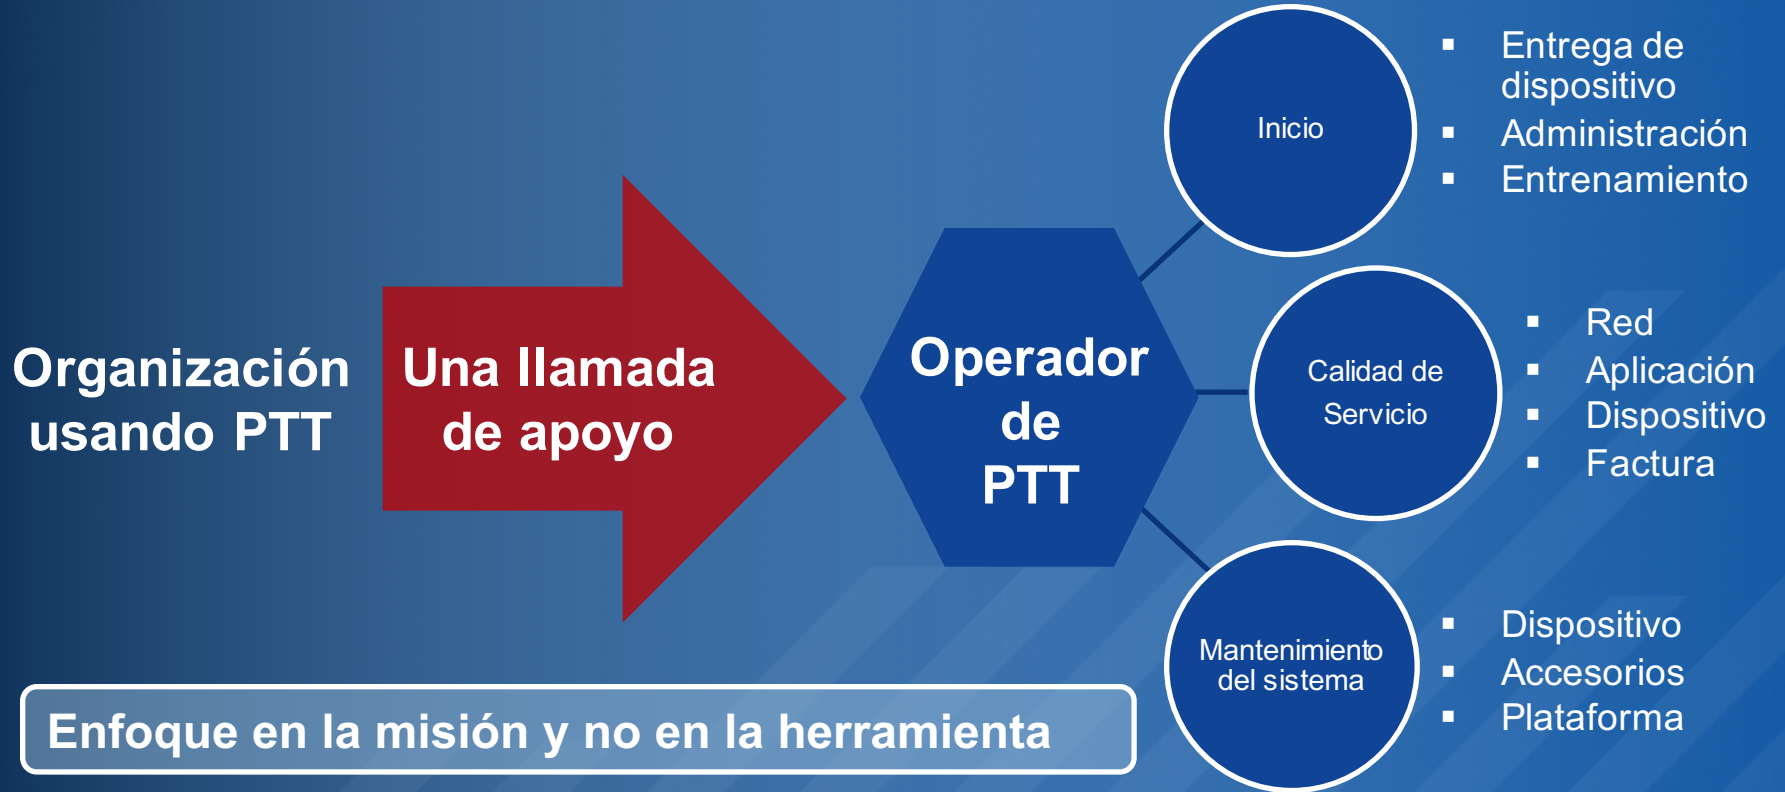 Organización
usando PTT
Una llamada
de apoyo
Operador
de
PTT
Inicio
Entrega de
dispositivo
Administración
Entrenamiento
Calidad de
Servicio
Red
Aplicación
Dispositivo
Factura
Mantenimiento
del sistema
Dispositivo
Accesorios
Plataforma
Enfoque en la misión y no en la herramienta